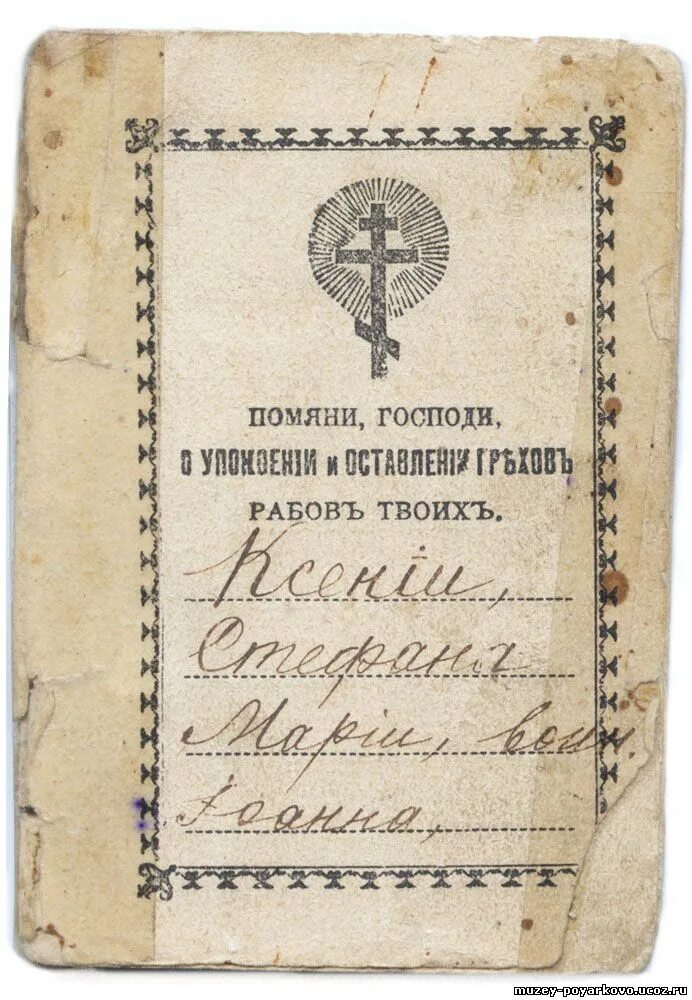 ПОМЯНИ, ГОСПОДИ,
О УПОКОЕНІИ и ОСТАВЛЕНІИ ГРѢХОВЪ
РАБОВЪ ТВОИХЪ.
Ксеніи,
Стефана
Маріи, воин.
Іоанна,
muzey-poyarkovo.ucoz.ru